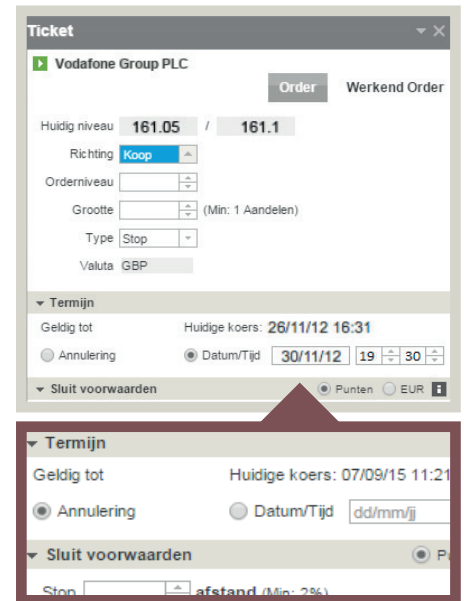 Ticket
Vodafone Group PLC
Order Werkend Order
Huidig niveau 161.05 / 161.1
Richting Koop
Orderniveau
Grootte (Min: 1 Aandelen)
Type Stop
Valuta GBP
Termijn
Geldig tot Huidige koers: 26/11/12 16:31
Annulering Datum/Tijd 30/11/12 19 30
Sluit voorwaarden Punten EUR i
Termijn
Geldig tot Huidige koers: 07/09/15 11:21
Annulering Datum/Tijd dd/mm/jj
Sluit voorwaarden
Stop afstand (Min: 2%)